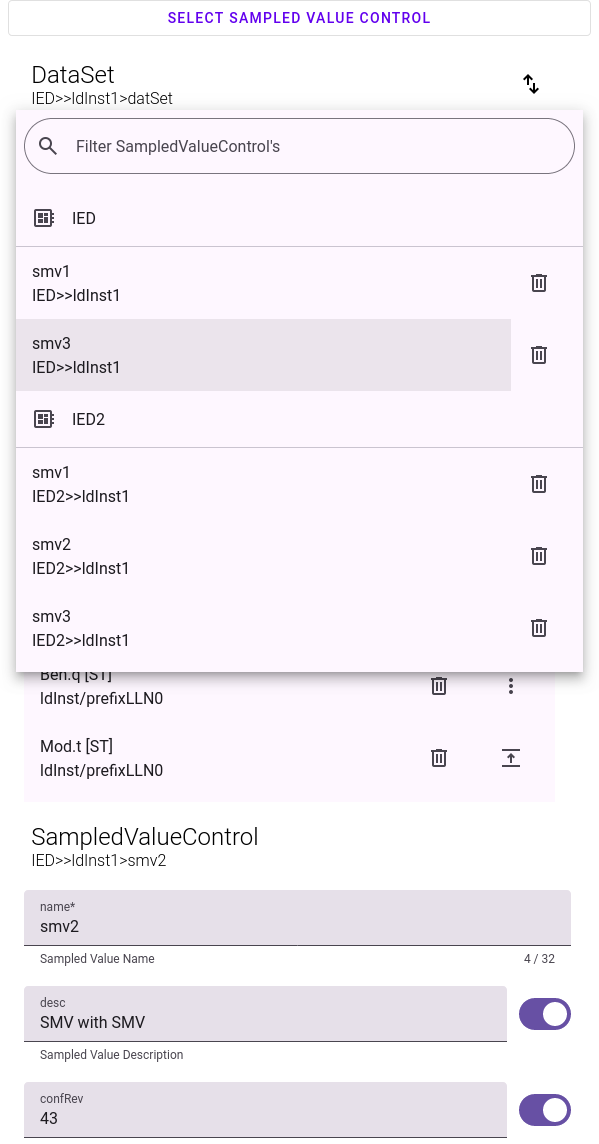 SELECT SAMPLED VALUE CONTROL
DataSet
IED>>ldInst1>datSet
Filter SampledValueControl's
IED
smv1
IED>>ldInst1
smv3
IED>>ldInst1
IED2
smv1
IED2>>ldInst1
smv2
IED2>>ldInst1
smv3
IED2>>ldInst1
Beh.q [ST]
ldInst/prefixLLN0
Mod.t [ST]
ldInst/prefixLLN0
SampledValueControl
IED>>ldInst1>smv2
name*
smv2
Sampled Value Name
4 / 32
desc
SMV with SMV
Sampled Value Description
confRev
43